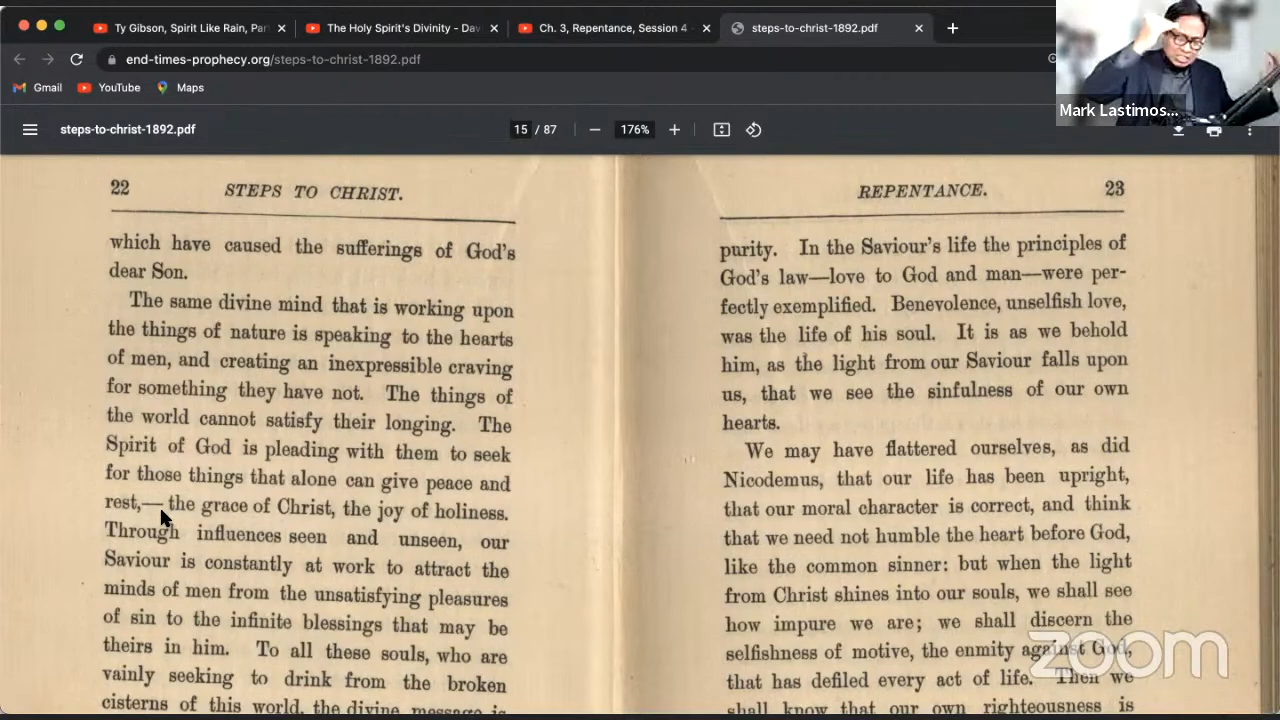 Ty Gibson, Spirit Like Rain, Par
The Holy Spirit's Divinity - Dav
Ch. 3, Repentance, Session 4 -
steps-to-christ-1892.pdf
end-times-prophecy.org/steps-to-christ-1892.pdf
Gmail
YouTube
Maps
Mark Lastimos...
steps-to-christ-1892.pdf
15 / 87
176%
22
STEPS TO CHRIST.
which have caused the sufferings of God's
dear Son.
The same divine mind that is working upon
the things of nature is speaking to the hearts
of men, and creating an inexpressible craving
for something they have not. The things of
the world cannot satisfy their longing. The
Spirit of God is pleading with them to seek
for those things that alone can give peace and
rest,— the grace of Christ, the joy of holiness.
Through influences seen and unseen, our
Saviour is constantly at work to attract the
minds of men from the unsatisfying pleasures
of sin to the infinite blessings that may be
theirs in him. To all these souls, who are
vainly seeking to drink from the broken
cisterns of this world, the divine message is
REPENTANCE.
23
purity. In the Saviour's life the principles of
God's law—love to God and man—were per-
fectly exemplified. Benevolence, unselfish love,
was the life of his soul. It is as we behold
him, as the light from our Saviour falls upon
us, that we see the sinfulness of our own
hearts.
We may have flattered ourselves, as did
Nicodemus, that our life has been upright,
that our moral character is correct, and think
that we need not humble the heart before God,
like the common sinner: but when the light
from Christ shines into our souls, we shall see
how impure we are; we shall discern the
selfishness of motive, the enmity against God,
that has defiled every act of life. Then we
shall know that our own righteousness is
zoom